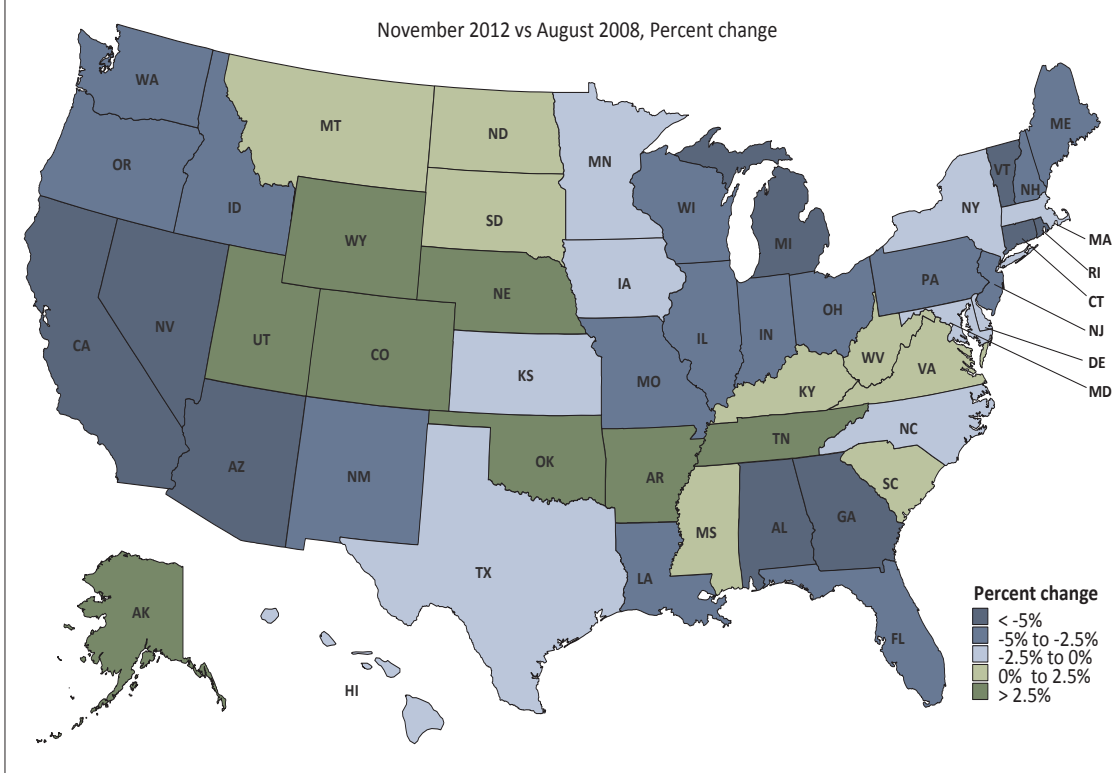 November 2012 vs August 2008, Percent change
WA
MT
ND
MN
ME
OR
ID
WI
VT
NH
SD
NY
WY
MI
MA
RI
NE
IA
PA
CT
NV
UT
CO
IL
IN
OH
NJ
CA
KS
MO
WV
VA
DE
KY
MD
NC
TN
AZ
NM
OK
AR
SC
MS
AL
GA
TX
LA
AK
FL
HI
Percent change
< -5%
-5% to -2.5%
-2.5% to 0%
0% to 2.5%
> 2.5%